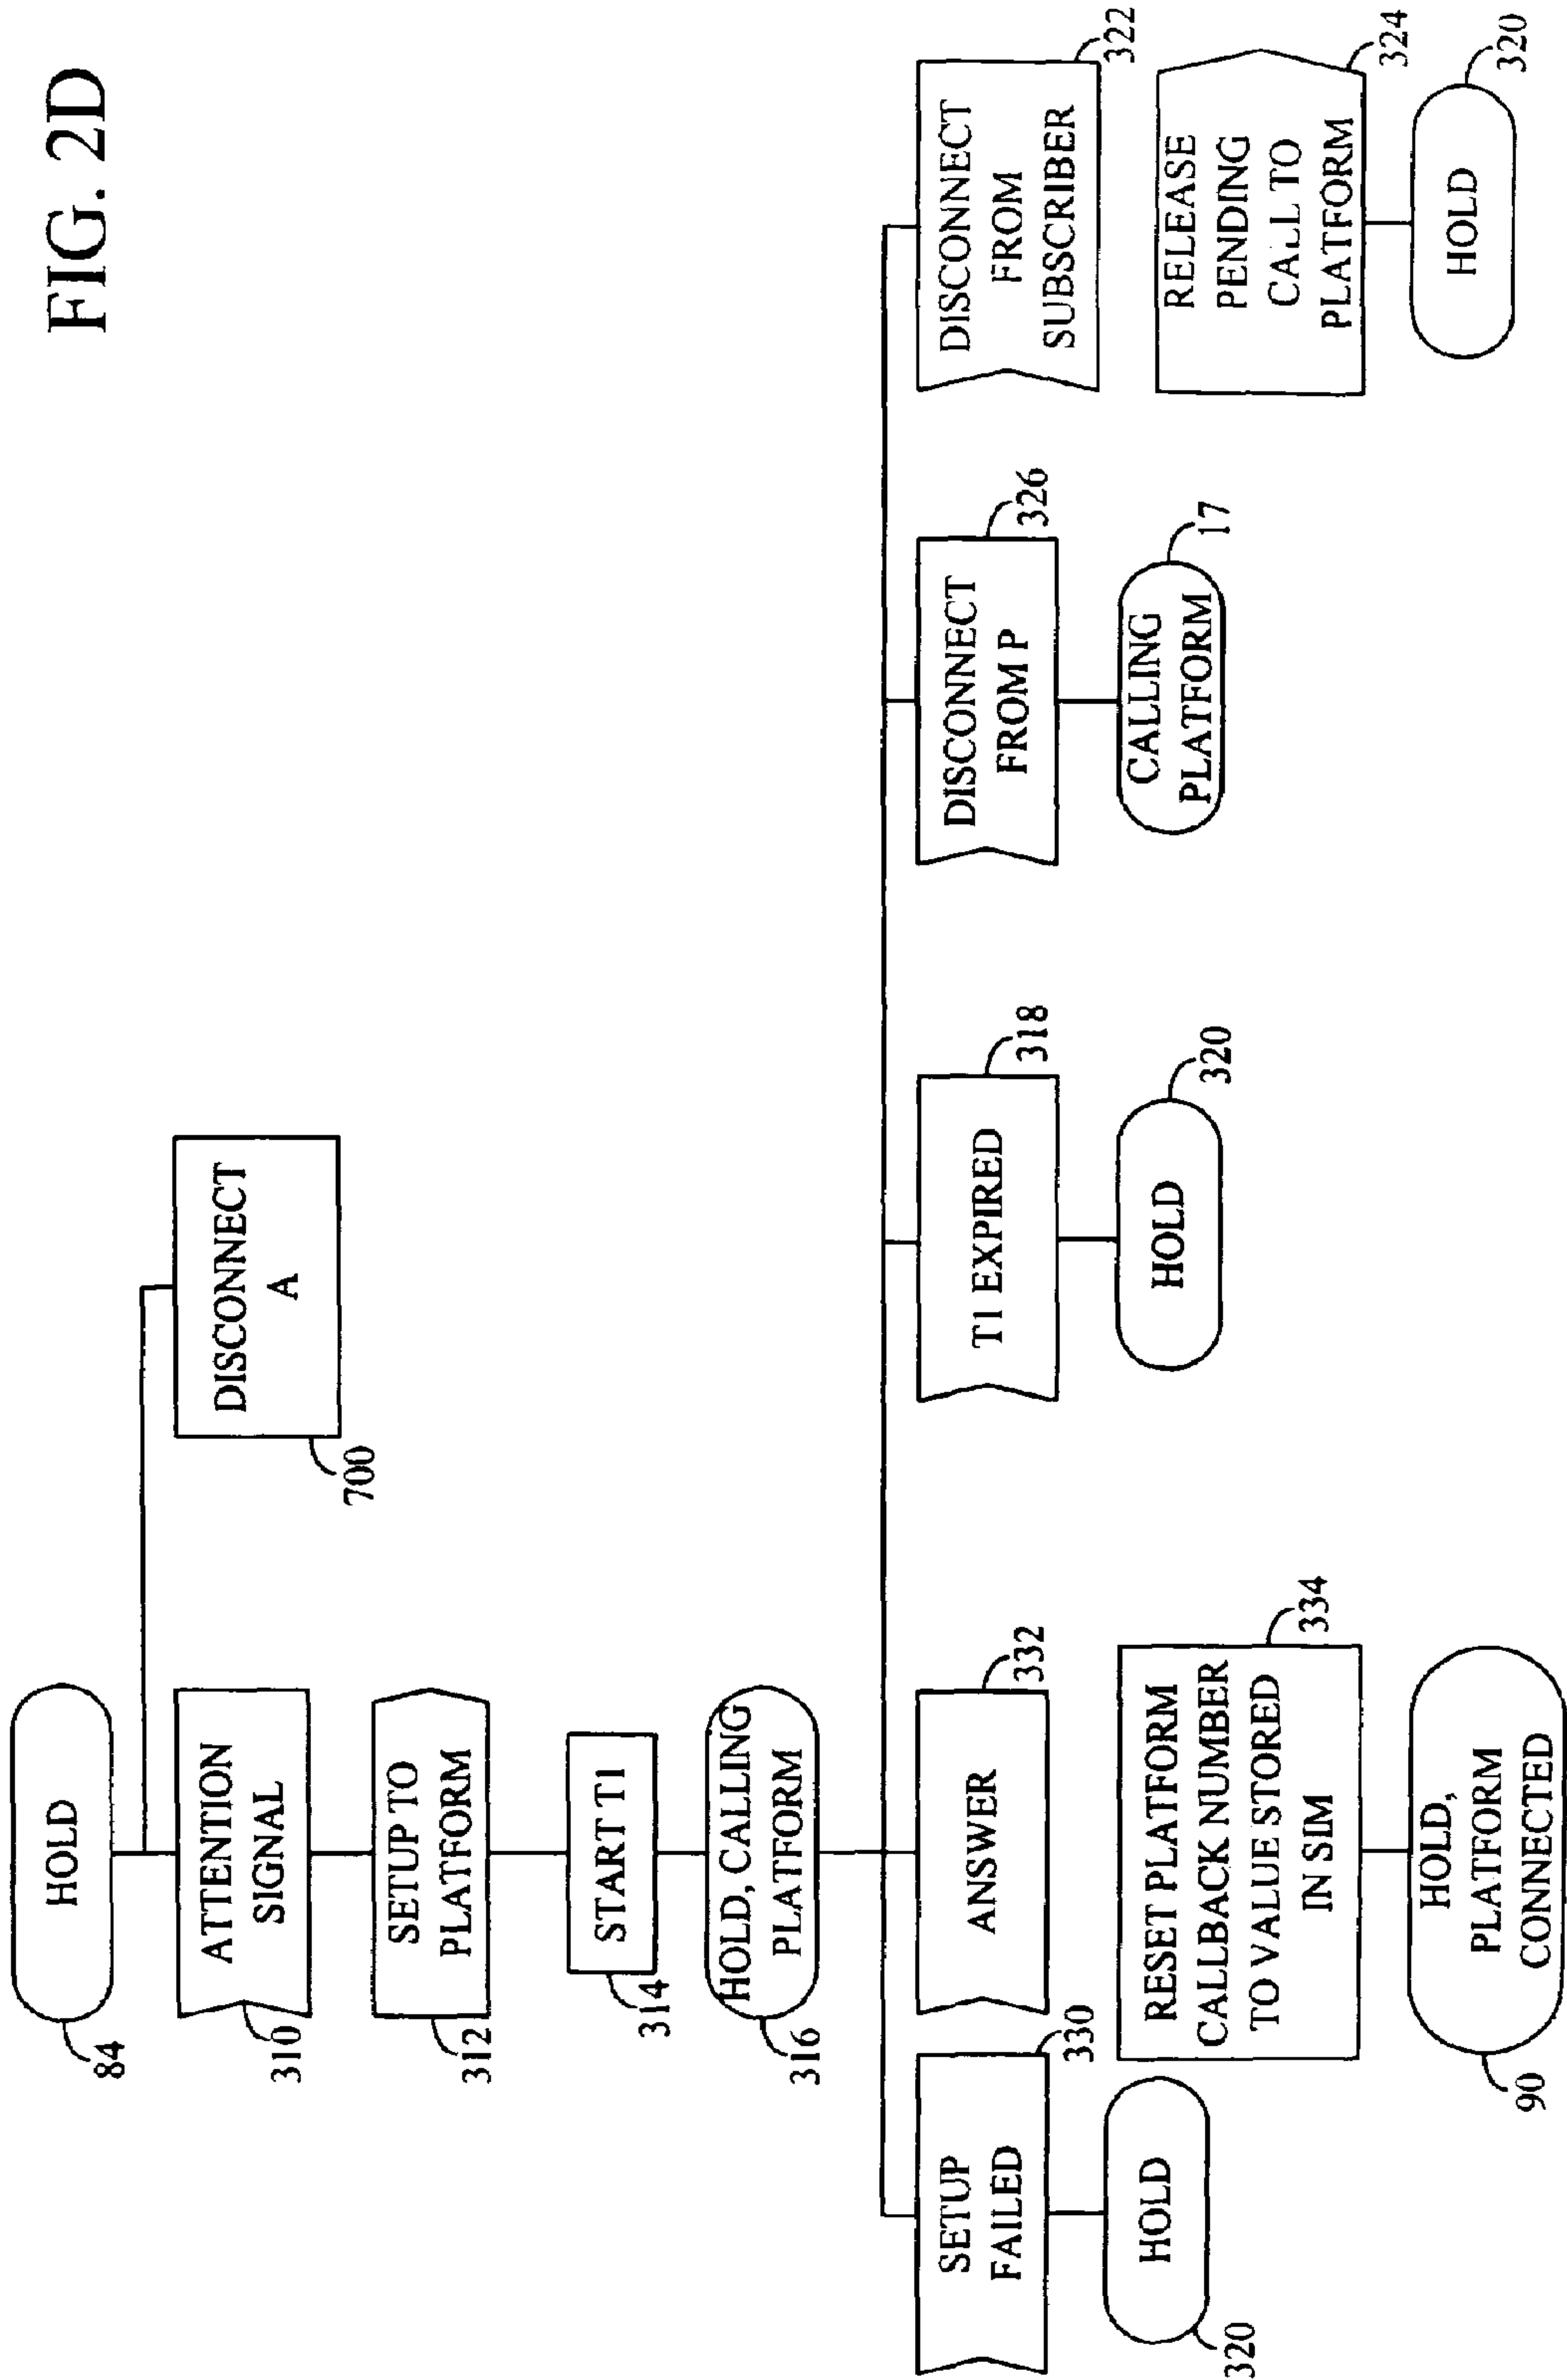 FIG. 2D
HOLD
84
DISCONNECT
A
700
ATTENTION
SIGNAL
310
SETUP TO
PLATFORM
312
START T1
314
HOLD, CALLING
PLATFORM
316
SETUP
FAILED
330
HOLD
320
ANSWER
332
RESET PLATFORM
CALLBACK NUMBER
TO VALUE STORED
IN SIM
334
HOLD,
PLATFORM
CONNECTED
90
T1 EXPIRED
318
HOLD
320
DISCONNECT
FROM P
326
CALLING
PLATFORM
17
DISCONNECT
FROM
SUBSCRIBER
322
RELEASE
PENDING
CALL TO
PLATFORM
324
HOLD
320